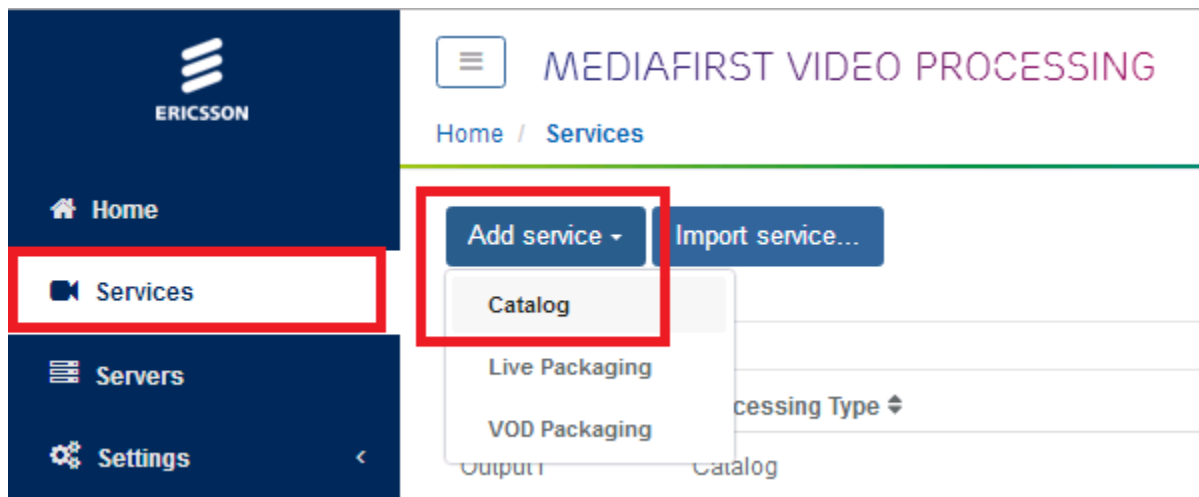 ERICSSON
MEDIAFIRST VIDEO PROCESSING
Home / Services
Home
Services
Servers
Settings
Add service
Import service...
Catalog
Live Packaging
VOD Packaging
cessing Type
Output1 Catalog